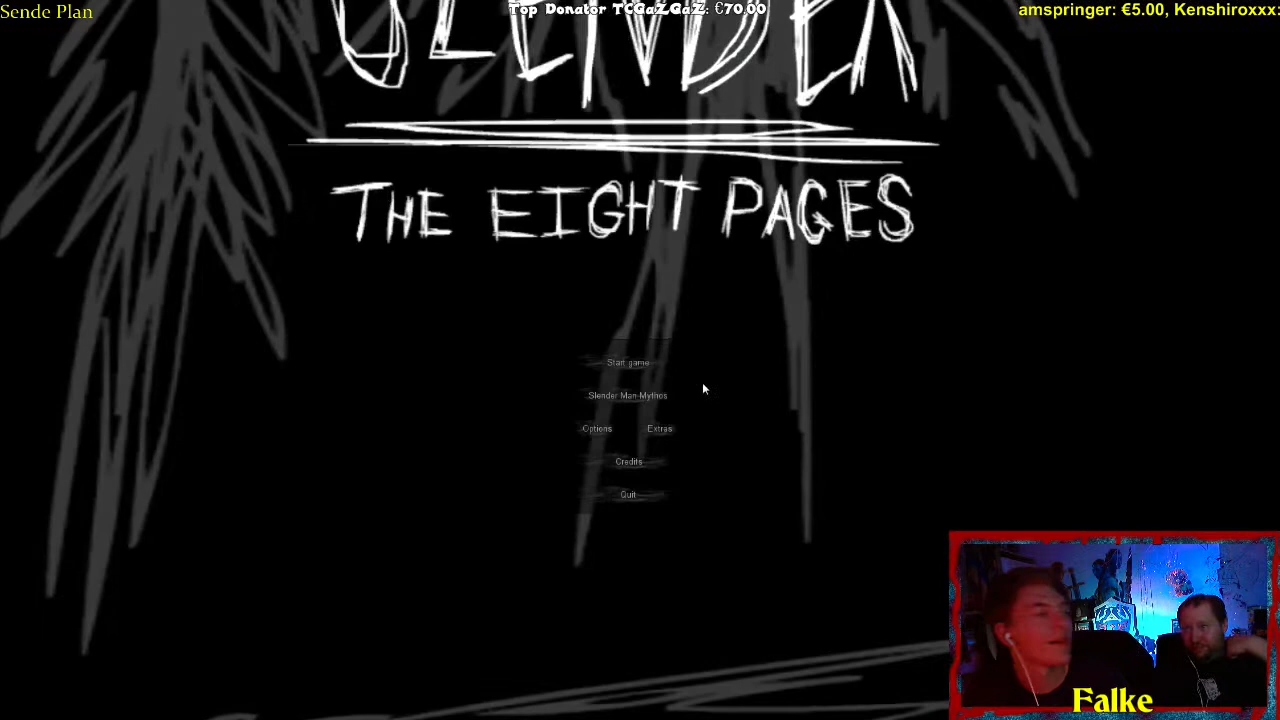 Sende Plan
Top Donator TCGaZGaZ: €70.00
amspringer: €5.00, Kenshiroxxx:
SLENDER
THE EIGHT PAGES
Start game
Slender Man Mythos
Options
Extras
Credits
Quit
Falke